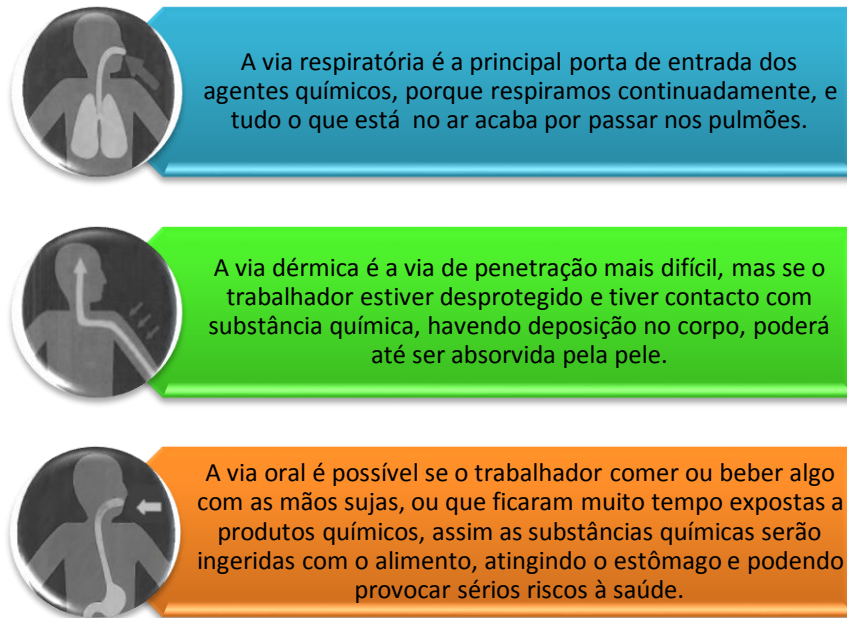 A via respiratória é a principal porta de entrada dos
agentes químicos, porque respiramos continuadamente, e
tudo o que está no ar acaba por passar nos pulmões.
A via dérmica é a via de penetração mais difícil, mas se o
trabalhador estiver desprotegido e tiver contacto com
substância química, havendo deposição no corpo, poderá
até ser absorvida pela pele.
A via oral é possível se o trabalhador comer ou beber algo
com as mãos sujas, ou que ficaram muito tempo expostas a
produtos químicos, assim as substâncias químicas serão
ingeridas com o alimento, atingindo o estômago e podendo
provocar sérios riscos à saúde.